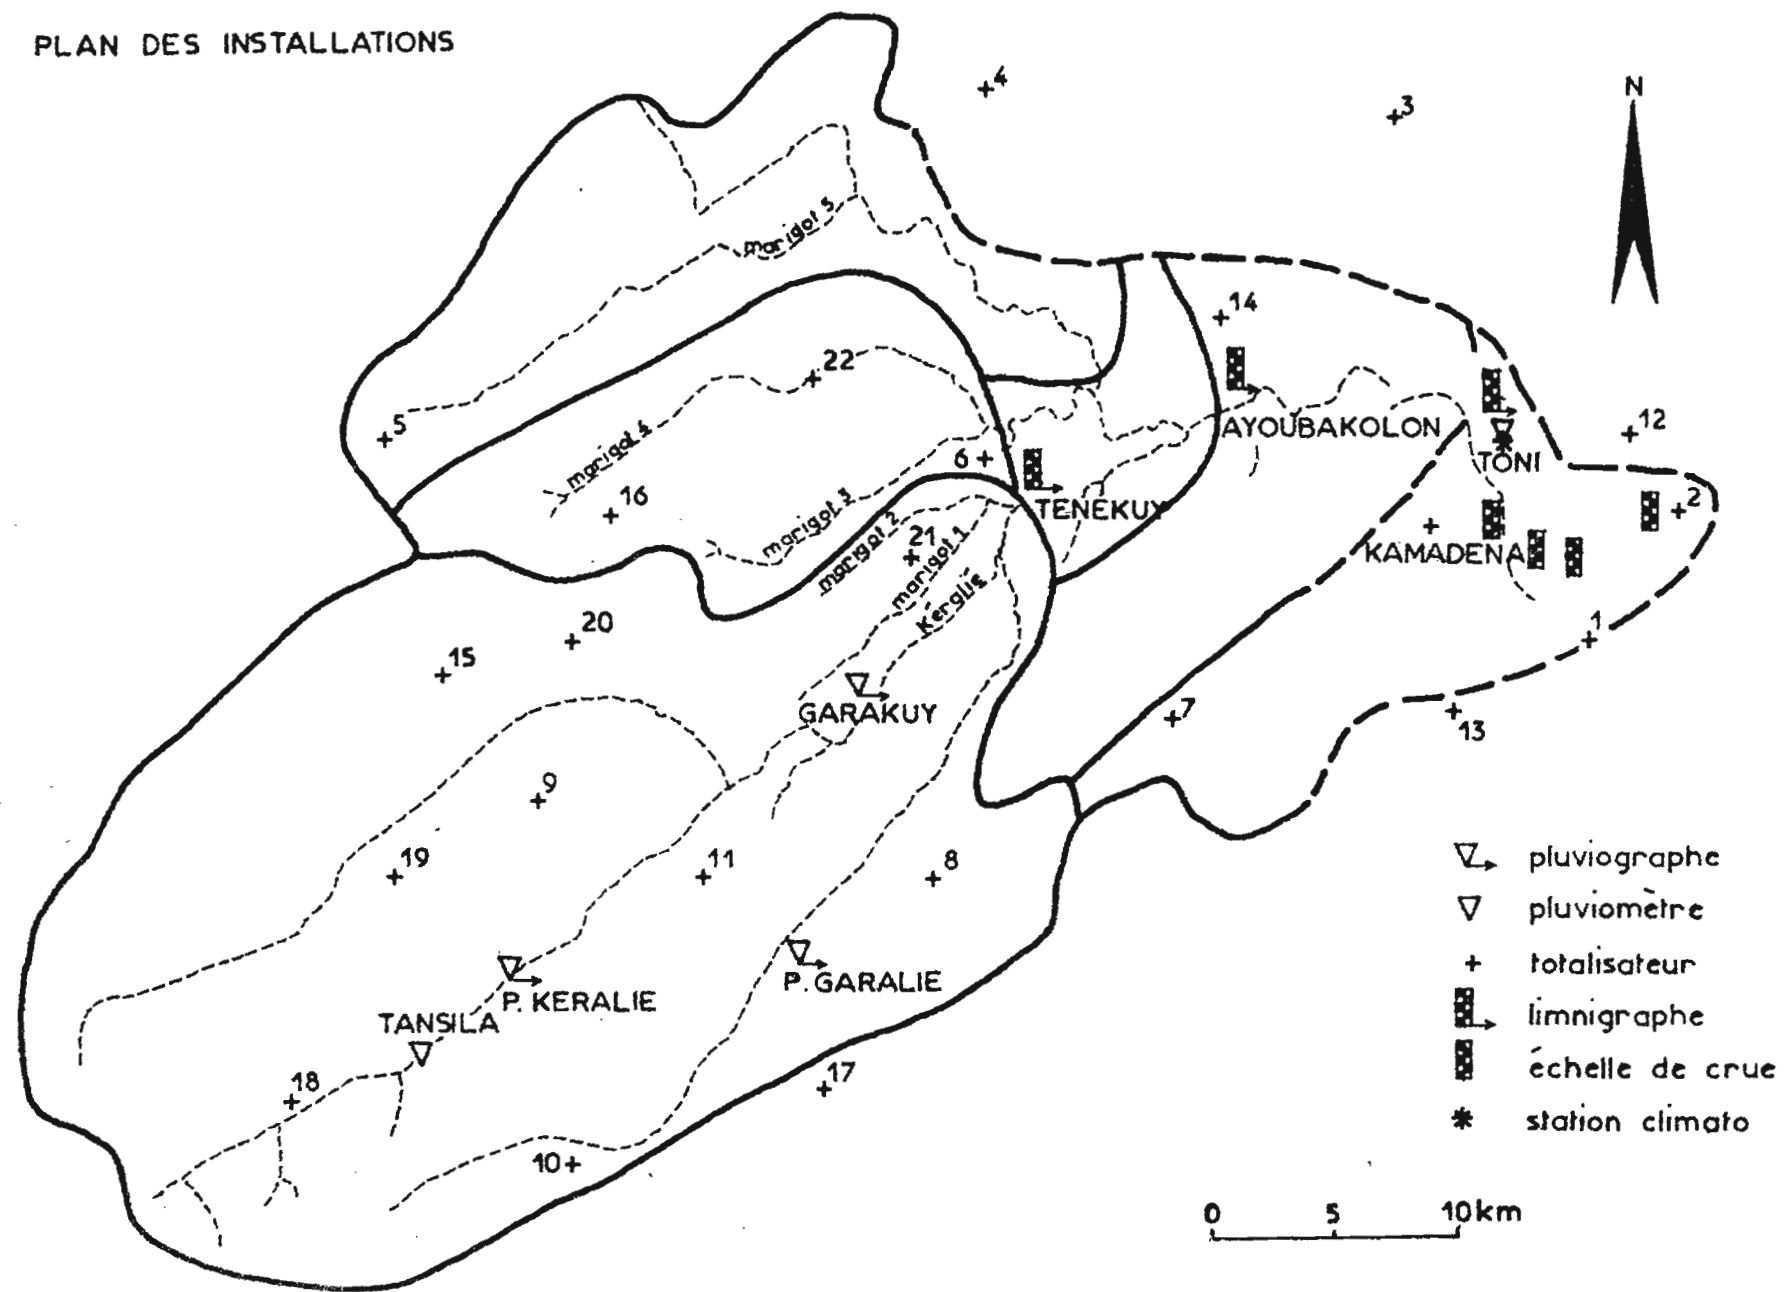 PLAN DES INSTALLATIONS
4
3
N
marigot 5
14
22
5
marigot 4
6
AYOUBAKOLON
12
TONI
16
marigot 3
TENEKUY
2
marigot 2
21
marigot 1
KAMADENA
Kéralié
20
15
1
GARAKUY
7
13
9
19
11
8
pluviographe
pluviomètre
P. KERALIE
P. GARALIE
totalisateur
TANSILA
limnigraphe
18
17
échelle de crue
station climato
10
0 5 10km